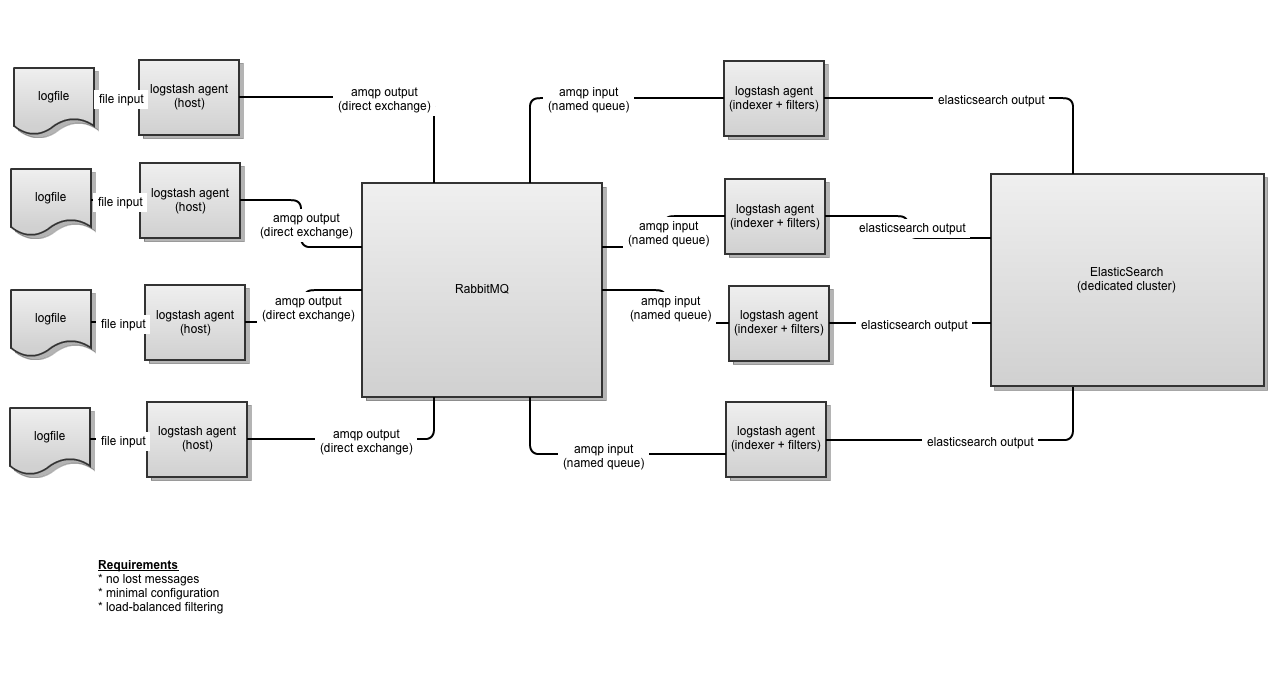 logfile
file input
logstash agent
(host)
amqp output
(direct exchange)
amqp input
(named queue)
logstash agent
(indexer + filters)
elasticsearch output
logfile
file input
logstash agent
(host)
amqp output
(direct exchange)
amqp input
(named queue)
logstash agent
(indexer + filters)
elasticsearch output
RabbitMQ
ElasticSearch
(dedicated cluster)
logfile
file input
logstash agent
(host)
amqp output
(direct exchange)
amqp input
(named queue)
logstash agent
(indexer + filters)
elasticsearch output
logfile
file input
logstash agent
(host)
amqp output
(direct exchange)
amqp input
(named queue)
logstash agent
(indexer + filters)
elasticsearch output
Requirements
* no lost messages
* minimal configuration
* load-balanced filtering